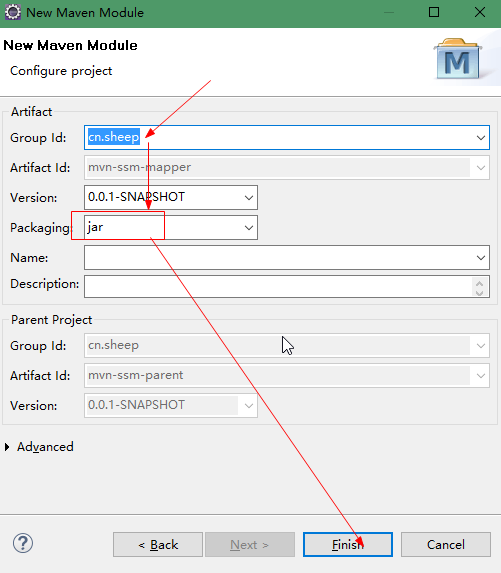 New Maven Module
New Maven Module
Configure project
M
Artifact
Group Id: cn.sheep
Artifact Id: mvn-ssm-mapper
Version: 0.0.1-SNAPSHOT
Packaging: jar
Name:
Description:
Parent Project
Group Id: cn.sheep
Artifact Id: mvn-ssm-parent
Version: 0.0.1-SNAPSHOT
Advanced
? < Back Next > Finish Cancel